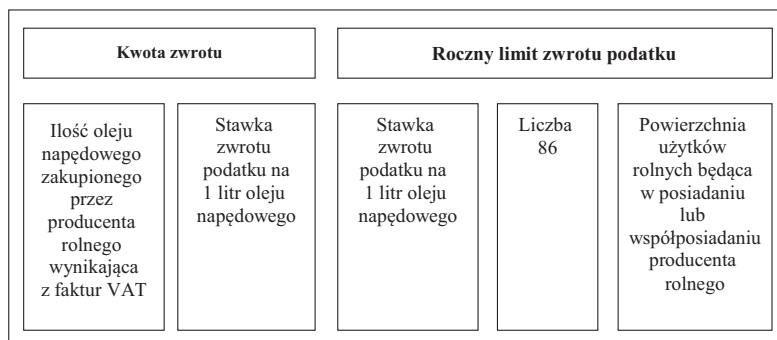 Kwota zwrotu
Roczny limit zwrotu podatku
Ilość oleju
napędowego
zakupionego
przez
producenta
rolnego
wynikająca
z faktur VAT
Stawka
zwrotu
podatku na
1 litr oleju
napędowego
Stawka
zwrotu
podatku na
1 litr oleju
napędowego
Liczba
86
Powierzchnia
użytków
rolnych będąca
w posiadaniu
lub
współposiadaniu
producenta
rolnego